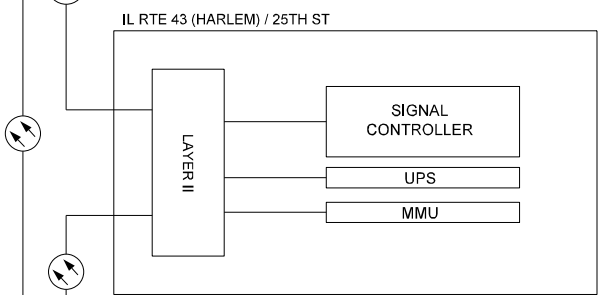 IL RTE 43 (HARLEM) / 25TH ST
LAYER II
SIGNAL
CONTROLLER
UPS
MMU